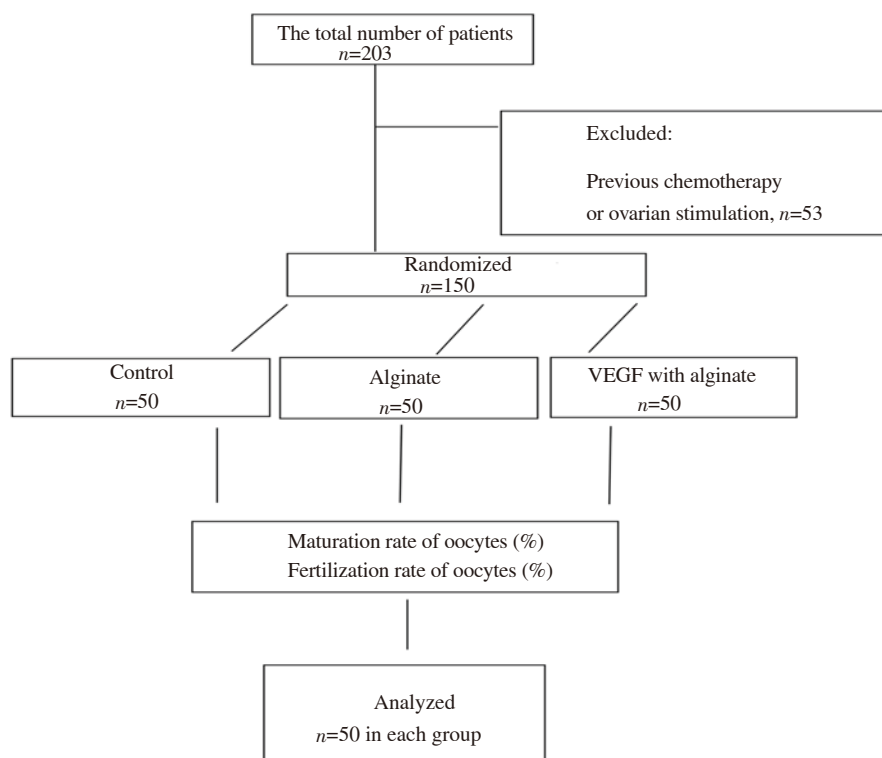 The total number of patients
n=203
Excluded:
Previous chemotherapy
or ovarian stimulation, n=53
Randomized
n=150
Control
n=50
Alginate
n=50
VEGF with alginate
n=50
Maturation rate of oocytes (%)
Fertilization rate of oocytes (%)
Analyzed
n=50 in each group